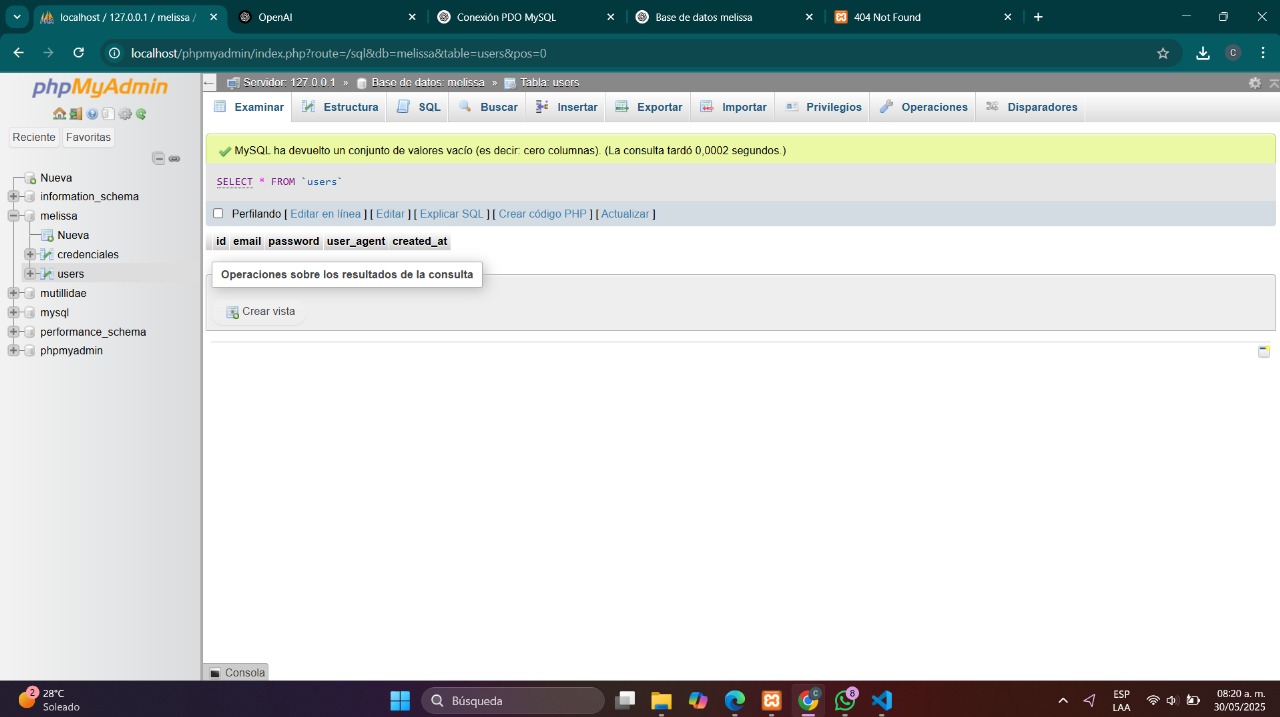 localhost / 127.0.0.1 / melissa /
OpenAI
Conexión PDO MySQL
Base de datos melissa
404 Not Found
localhost/phpmyadmin/index.php?route=/sql&db=melissa&table=users&pos=0
C
phpMyAdmin
Reciente
Favoritas
Nueva
information_schema
melissa
Nueva
credenciales
users
mutillidae
mysql
performance_schema
phpmyadmin
Servidor: 127.0.0.1 » Base de datos: melissa » Tabla: users
Examinar
Estructura
SQL
Buscar
Insertar
Exportar
Importar
Privilegios
Operaciones
Disparadores
MySQL ha devuelto un conjunto de valores vacío (es decir: cero columnas). (La consulta tardó 0,0002 segundos.)
SELECT * FROM `users`
Perfilando [ Editar en línea ] [ Editar ] [ Explicar SQL ] [ Crear código PHP ] [ Actualizar ]
id email password user_agent created_at
Operaciones sobre los resultados de la consulta
Crear vista
Consola
2
28°C
Soleado
Búsqueda
C
8
ESP
LAA
08:20 a. m.
30/05/2025